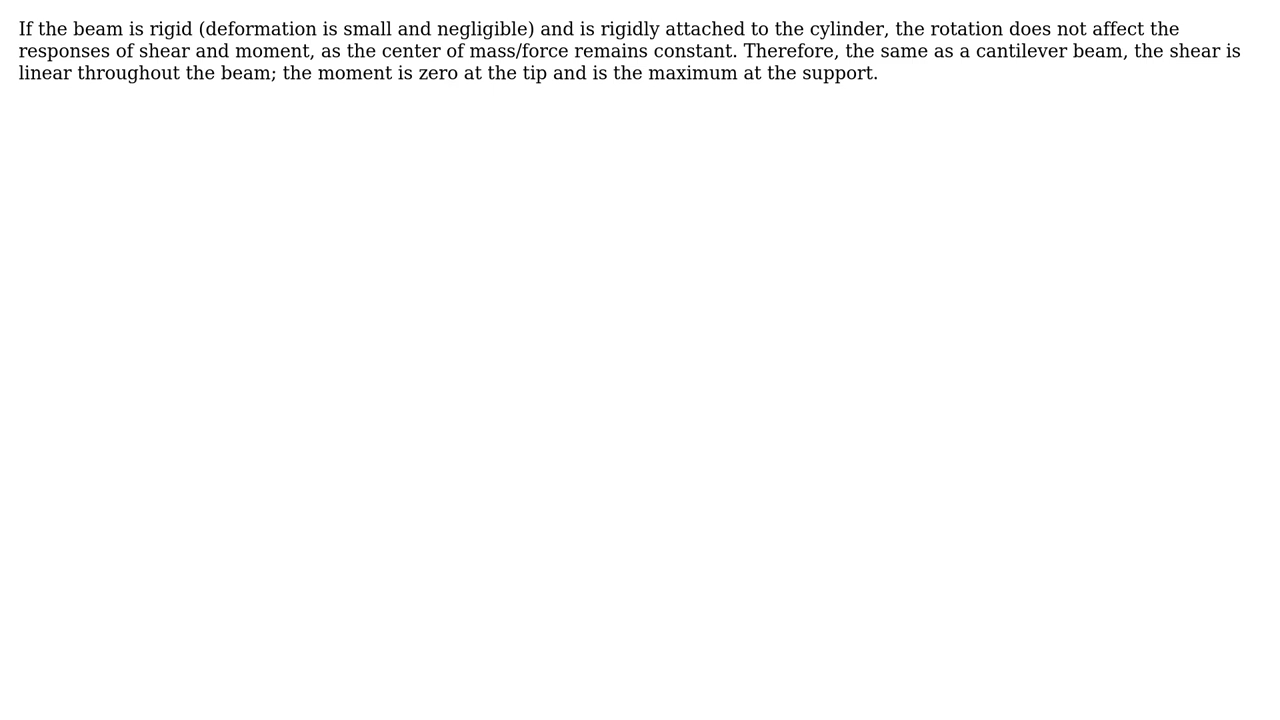 If the beam is rigid (deformation is small and negligible) and is rigidly attached to the cylinder, the rotation does not affect the
responses of shear and moment, as the center of mass/force remains constant. Therefore, the same as a cantilever beam, the shear is
linear throughout the beam; the moment is zero at the tip and is the maximum at the support.